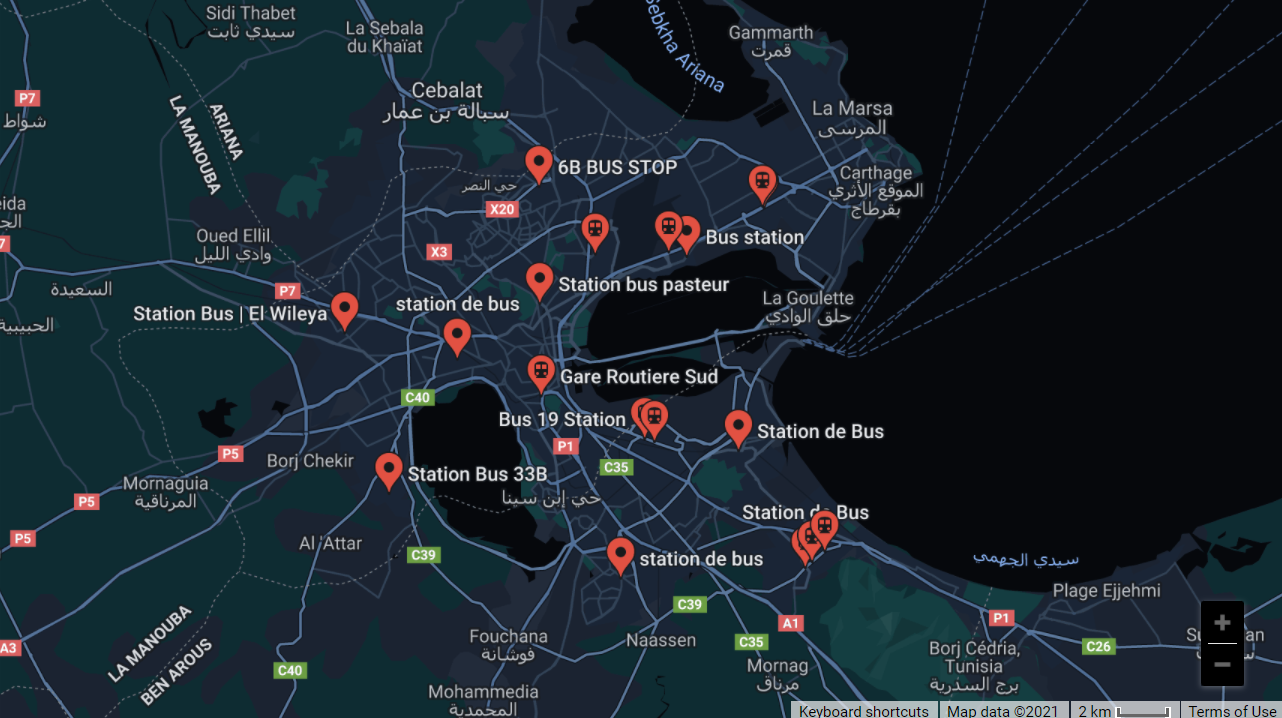 Sidi Thabet
سيدي ثابت
La Sebala
du Khaïat
Sebkha Ariana
Gammarth
قمرت
P7
شواط
LA MANOUBA
ARIANA
Cebalat
سبالة بن عمار
La Marsa
المرسى
6B BUS STOP
حي النصر
X20
Carthage
الموقع الأثري
بقرطاج
Oued Ellil
وادي الليل
X3
Bus station
السعيدة
P7
Station bus pasteur
La Goulette
حلق الوادي
Station Bus | El Wileya
station de bus
Gare Routiere Sud
C40
Bus 19 Station
Station de Bus
P1
P5
Borj Chekir
C35
Station Bus 33B
Mornaguia
المرناقية
P5
حي إبن سينا
Station de Bus
P5
Al 'Attar
C39
station de bus
سيدي الجهمي
Plage Ejjehmi
C39
LA MANOUBA
BEN AROUS
A3
Fouchana
فوشانة
Naassen
C35
A1
P1
C26
Borj Cédria,
Tunisia
برج السدرية
C40
Mornag
مرناق
Mohammedia
المحمدية
Keyboard shortcuts
Map data ©2021
2 km
Terms of Use